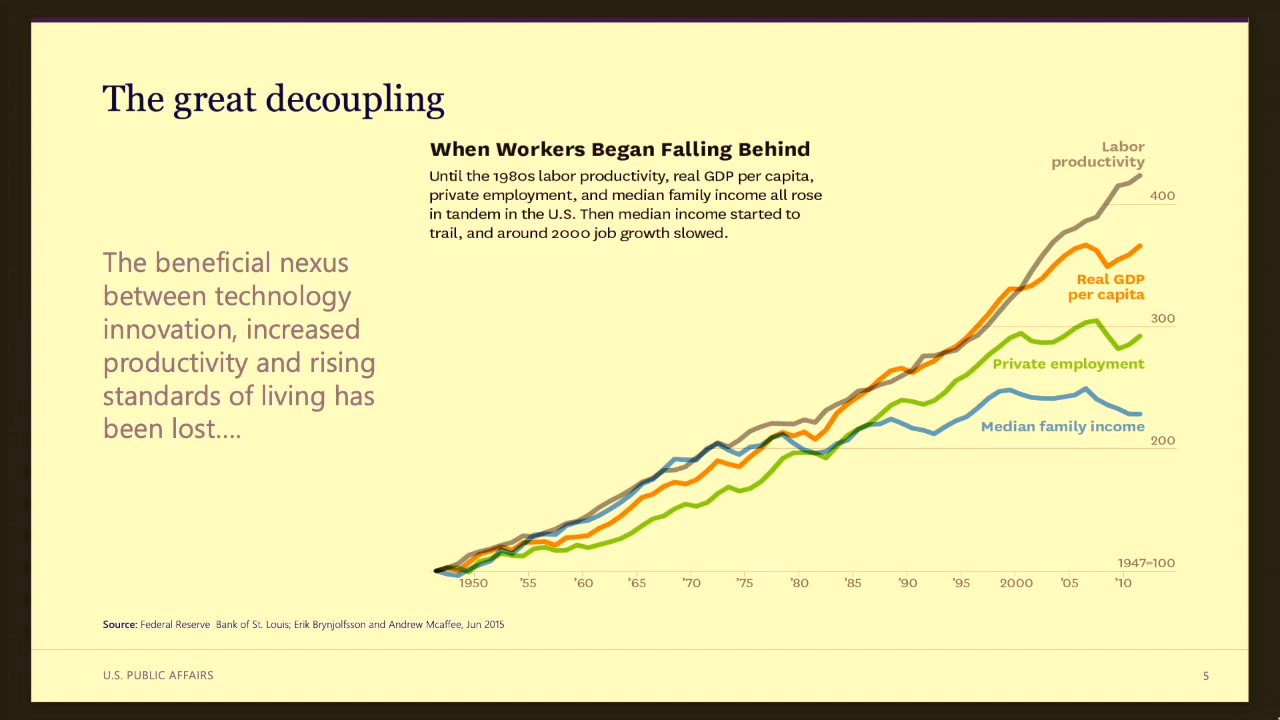 The great decoupling
When Workers Began Falling Behind
Until the 1980s labor productivity, real GDP per capita,
private employment, and median family income all rose
in tandem in the U.S. Then median income started to
trail, and around 2000 job growth slowed.
The beneficial nexus
between technology
innovation, increased
productivity and rising
standards of living has
been lost....
Labor
productivity
400
Real GDP
per capita
300
Private employment
Median family income
200
1947=100
1950 '55 '60 '65 '70 '75 '80 '85 '90 '95 2000 '05 '10
Source: Federal Reserve Bank of St. Louis; Erik Brynjolfsson and Andrew Mcaffee, Jun 2015
U.S. PUBLIC AFFAIRS
5